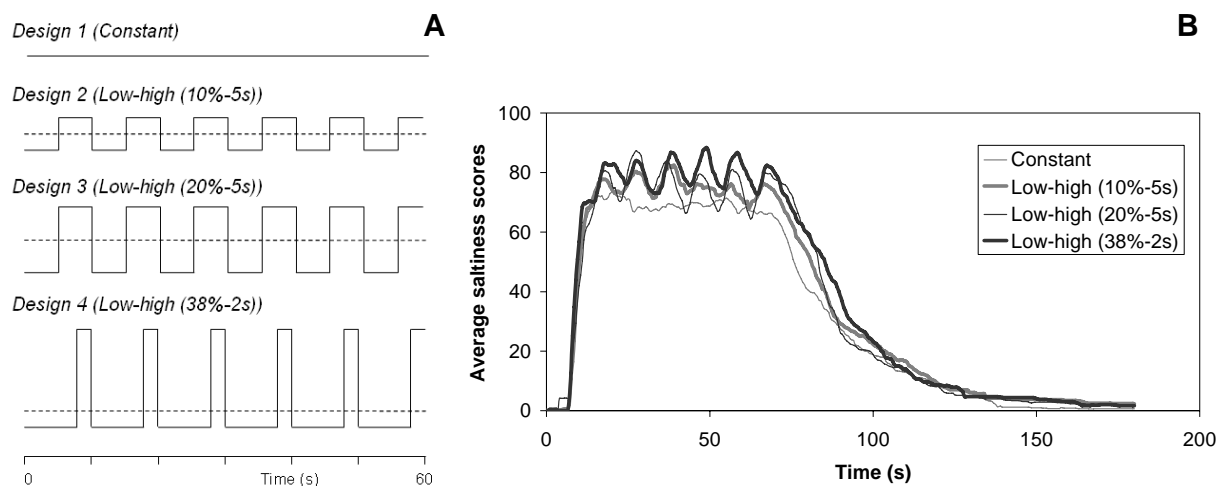 Design 1 (Constant)
A
Design 2 (Low-high (10%-5s))
Design 3 (Low-high (20%-5s))
Design 4 (Low-high (38%-2s))
0
Time (s)
60
B
Average saltiness scores
100
80
60
40
20
0
Constant
Low-high (10%-5s)
Low-high (20%-5s)
Low-high (38%-2s)
0 50 100 150 200
Time (s)